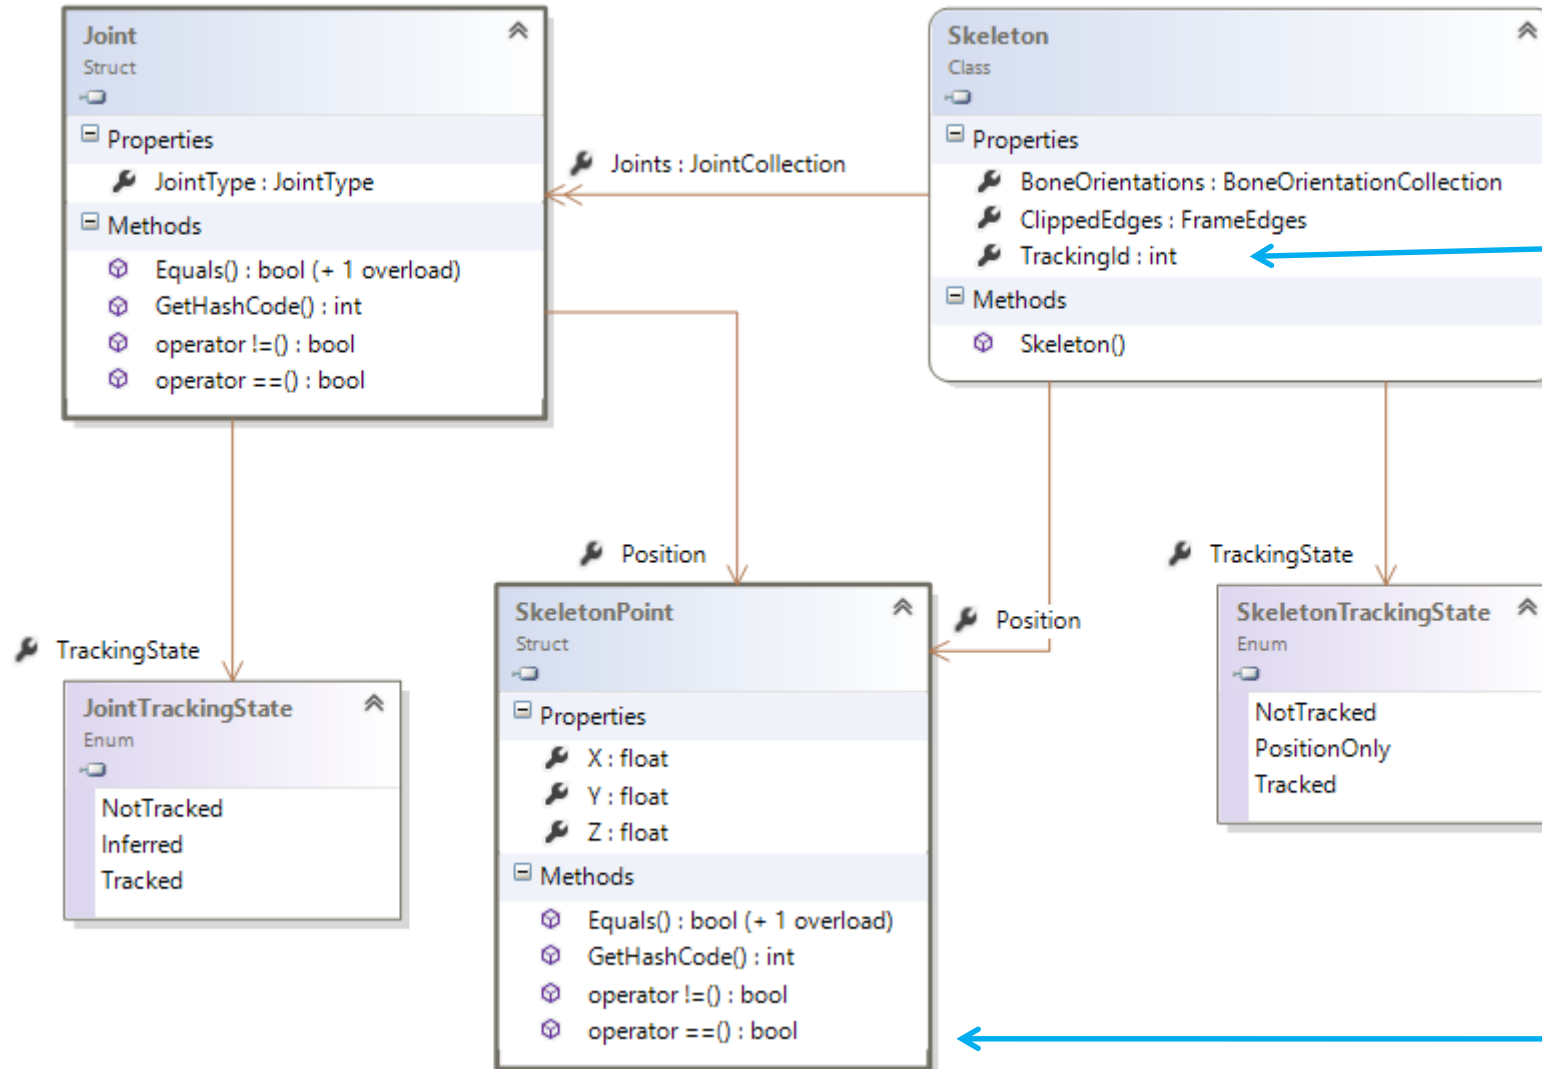 Joint
Struct
Properties
JointType : JointType
Methods
Equals() : bool (+ 1 overload)
GetHashCode() : int
operator !=() : bool
operator ==() : bool
Joints : JointCollection
Skeleton
Class
Properties
BoneOrientations : BoneOrientationCollection
ClippedEdges : FrameEdges
TrackingId : int
Methods
Skeleton()
Position
TrackingState
Position
TrackingState
JointTrackingState
Enum
NotTracked
Inferred
Tracked
SkeletonPoint
Struct
Properties
X : float
Y : float
Z : float
Methods
Equals() : bool (+ 1 overload)
GetHashCode() : int
operator !=() : bool
operator ==() : bool
SkeletonTrackingState
Enum
NotTracked
PositionOnly
Tracked